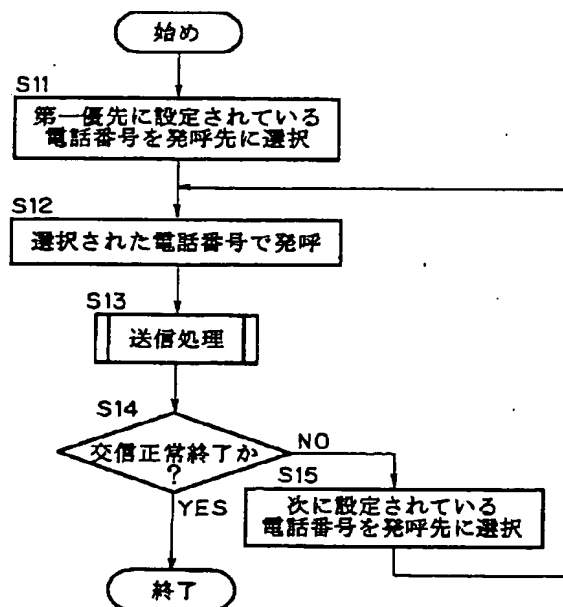 始め
S11
第一優先に設定されている
電話番号を発呼先に選択
S12
選択された電話番号で発呼
S13
送信処理
S14
交信正常終了か
?
NO
YES
S15
次に設定されている
電話番号を発呼先に選択
終了